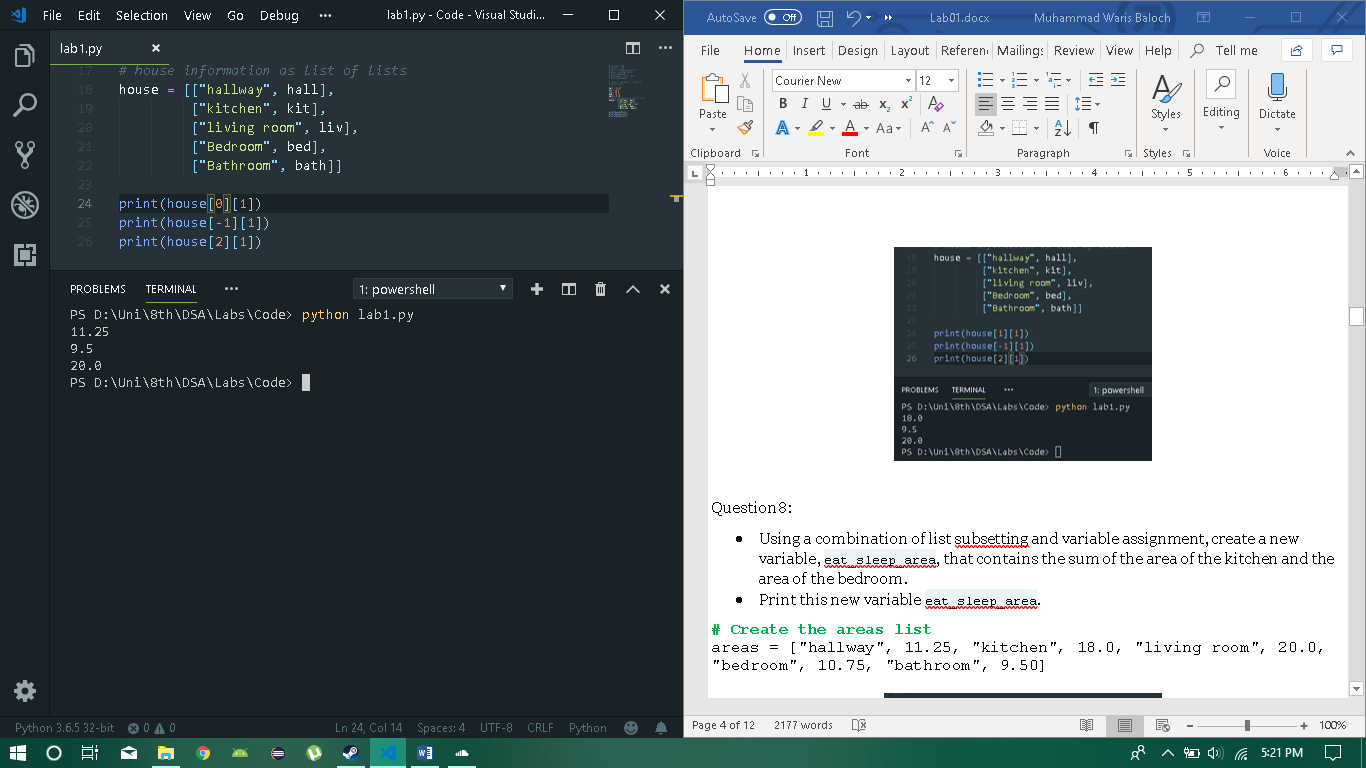 File Edit Selection View Go Debug ··· lab1.py - Code - Visual Studi...
lab1.py
17 # house information as list of lists
18 house = [["hallway", hall],
19 ["kitchen", kit],
20 ["living room", liv],
21 ["Bedroom", bed],
22 ["Bathroom", bath]]
23
24 print(house[0][1])
25 print(house[-1][1])
26 print(house[2][1])
PROBLEMS TERMINAL ··· 1: powershell
PS D:\Uni\8th\DSA\Labs\Code> python lab1.py
11.25
9.5
20.0
PS D:\Uni\8th\DSA\Labs\Code>
Python 3.6.5 32-bit 0 0 Ln 24, Col 14 Spaces: 4 UTF-8 CRLF Python
AutoSave Off Lab01.docx Muhammad Waris Baloch
File Home Insert Design Layout Referen Mailings Review View Help Tell me
Courier New 12
Paste B I U ab x₂ x² Styles Editing Dictate
A A Aa A A
Clipboard Font Paragraph Styles Voice
1 2 3 4 5 6
18 house = [["hallway", hall],
19 ["kitchen", kit],
20 ["living room", liv],
21 ["Bedroom", bed],
22 ["Bathroom", bath]]
23
24 print(house[1][1])
25 print(house[-1][1])
26 print(house[2][1])
PROBLEMS TERMINAL ··· 1: powershell
PS D:\Uni\8th\DSA\Labs\Code> python lab1.py
18.0
9.5
20.0
PS D:\Uni\8th\DSA\Labs\Code>
Question 8:
• Using a combination of list subsetting and variable assignment, create a new
variable, eat_sleep_area, that contains the sum of the area of the kitchen and the
area of the bedroom.
• Print this new variable eat_sleep_area.
# Create the areas list
areas = ["hallway", 11.25, "kitchen", 18.0, "living room", 20.0,
"bedroom", 10.75, "bathroom", 9.50]
Page 4 of 12 2177 words 100%
5:21 PM